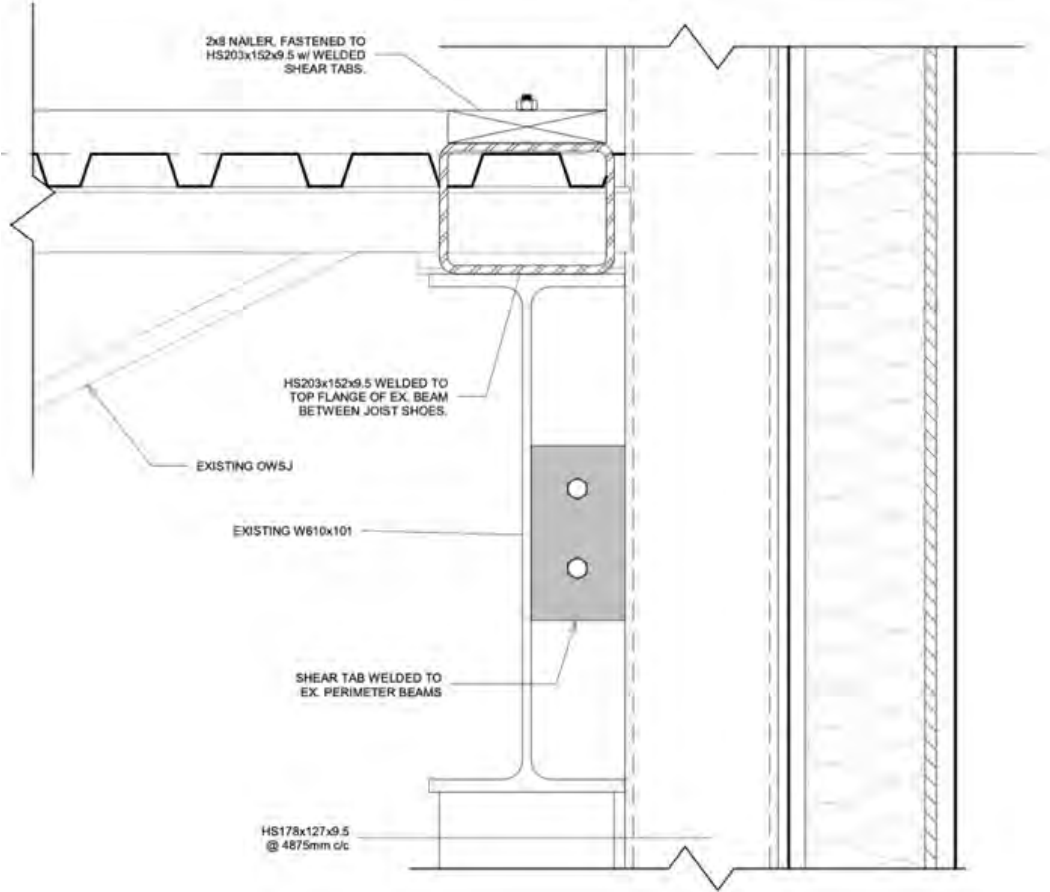 2x8 NAILER, FASTENED TO
HS203x152x9.5 w/ WELDED
SHEAR TABS.
HS203x152x9.5 WELDED TO
TOP FLANGE OF EX. BEAM
BETWEEN JOIST SHOES.
EXISTING OWSJ
EXISTING W610x101
SHEAR TAB WELDED TO
EX. PERIMETER BEAMS
HS178x127x9.5
@ 4875mm c/c